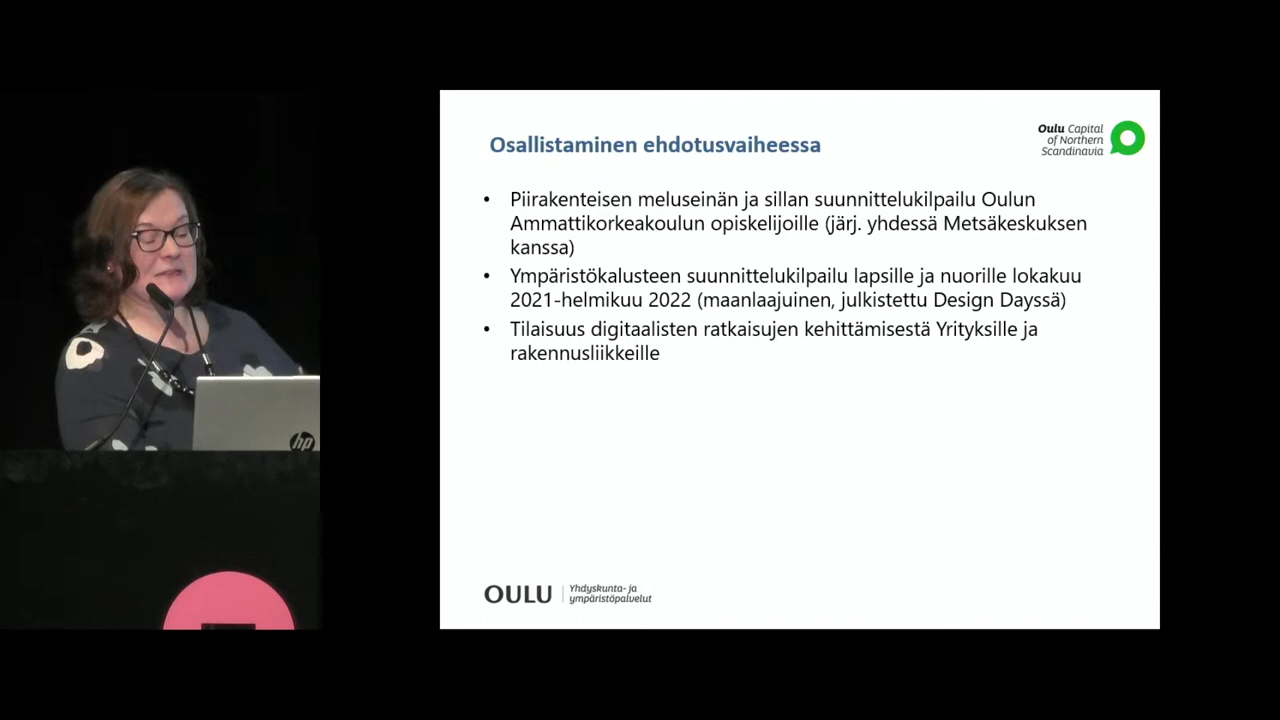 Osallistaminen ehdotusvaiheessa
Oulu Capital
of Northern
Scandinavia
• Piirakenteisen meluseinän ja sillan suunnittelukilpailu Oulun
Ammattikorkeakoulun opiskelijoille (järj. yhdessä Metsäkeskuksen
kanssa)
• Ympäristökalusteen suunnittelukilpailu lapsille ja nuorille lokakuu
2021-helmikuu 2022 (maanlaajuinen, julkistettu Design Dayssä)
• Tilaisuus digitaalisten ratkaisujen kehittämisestä Yrityksille ja
rakennusliikkeille
hp
OULU
Yhdyskunta- ja
ympäristöpalvelut